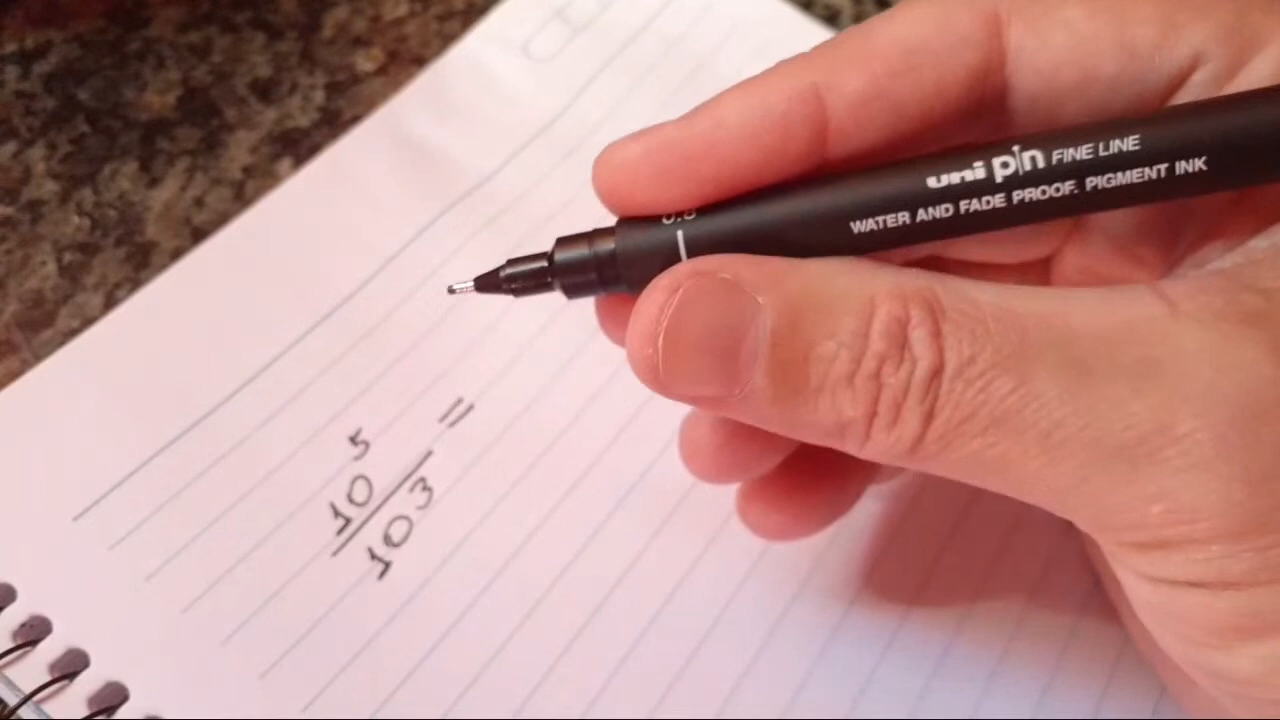 uni pin FINE LINE
WATER AND FADE PROOF. PIGMENT INK
10⁵
10³ =